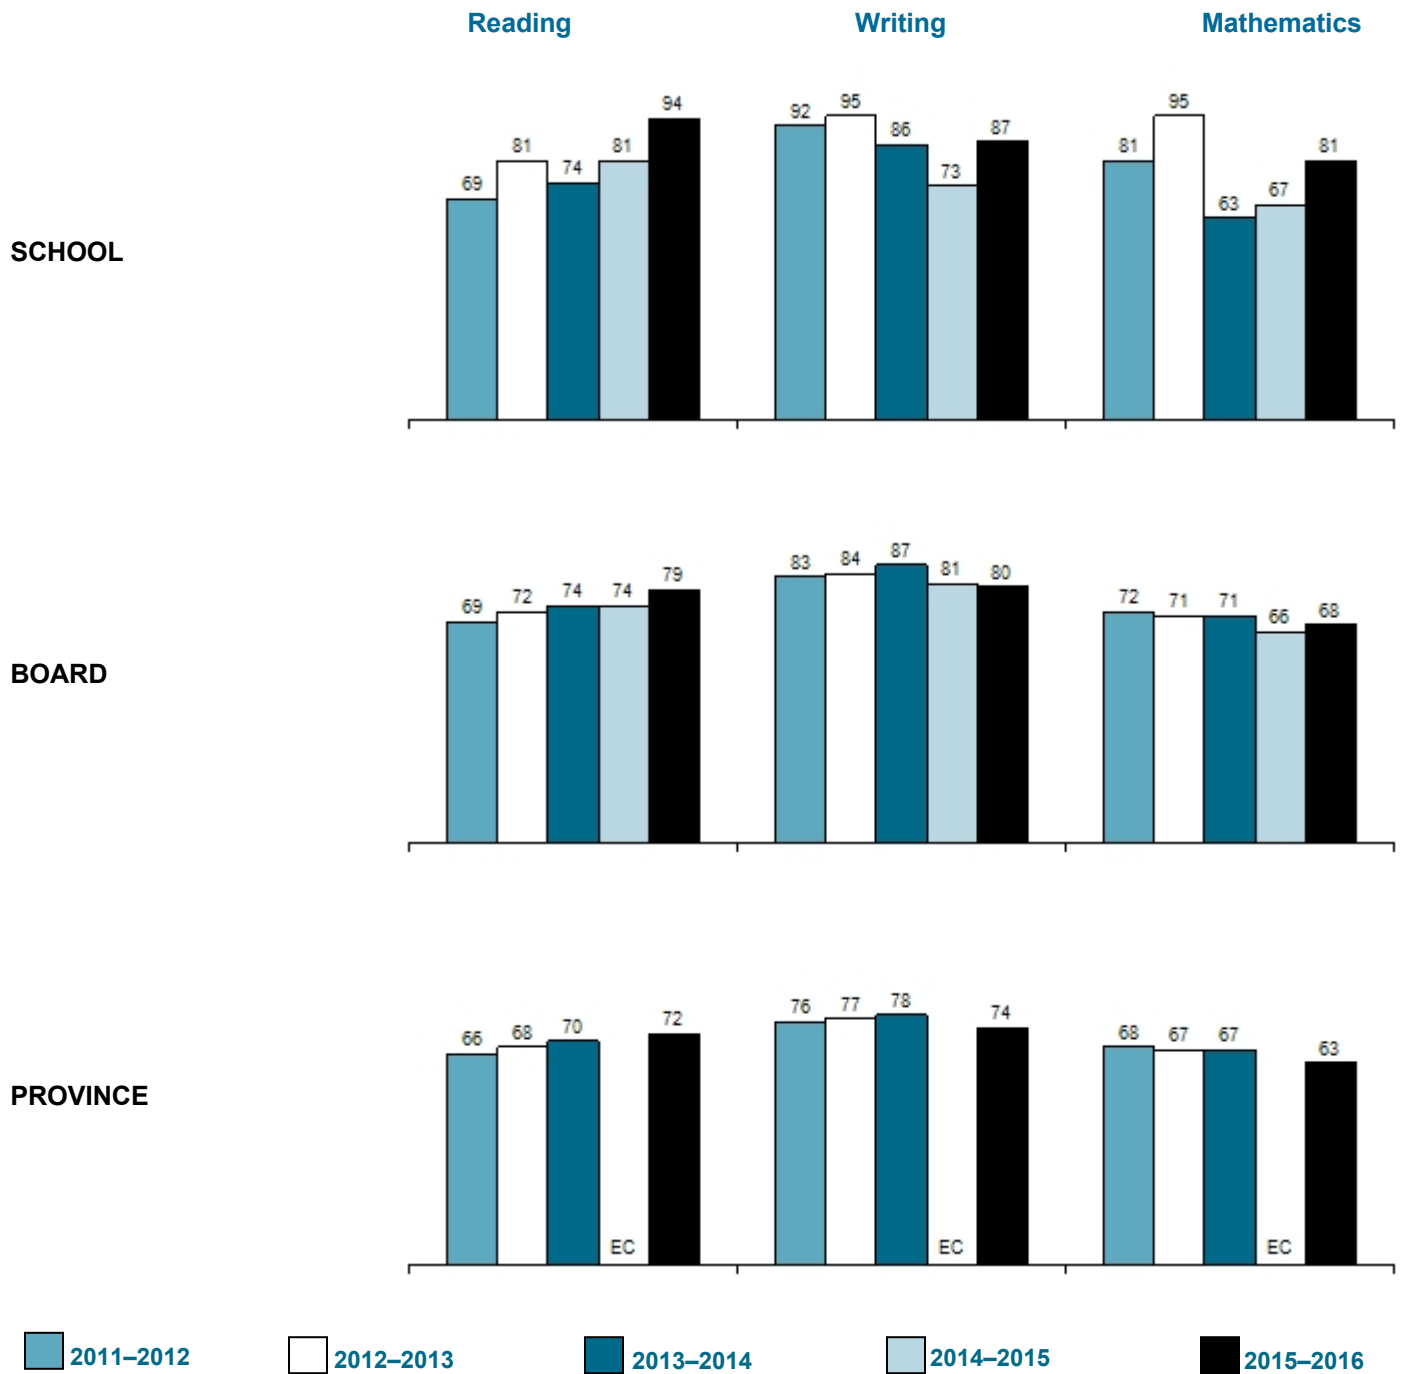 Reading Writing Mathematics
SCHOOL
69 81 74 81 94
92 95 86 73 87
81 95 63 67 81
BOARD
69 72 74 74 79
83 84 87 81 80
72 71 71 66 68
PROVINCE
66 68 70 EC 72
76 77 78 EC 74
68 67 67 EC 63
2011–2012 2012–2013 2013–2014 2014–2015 2015–2016